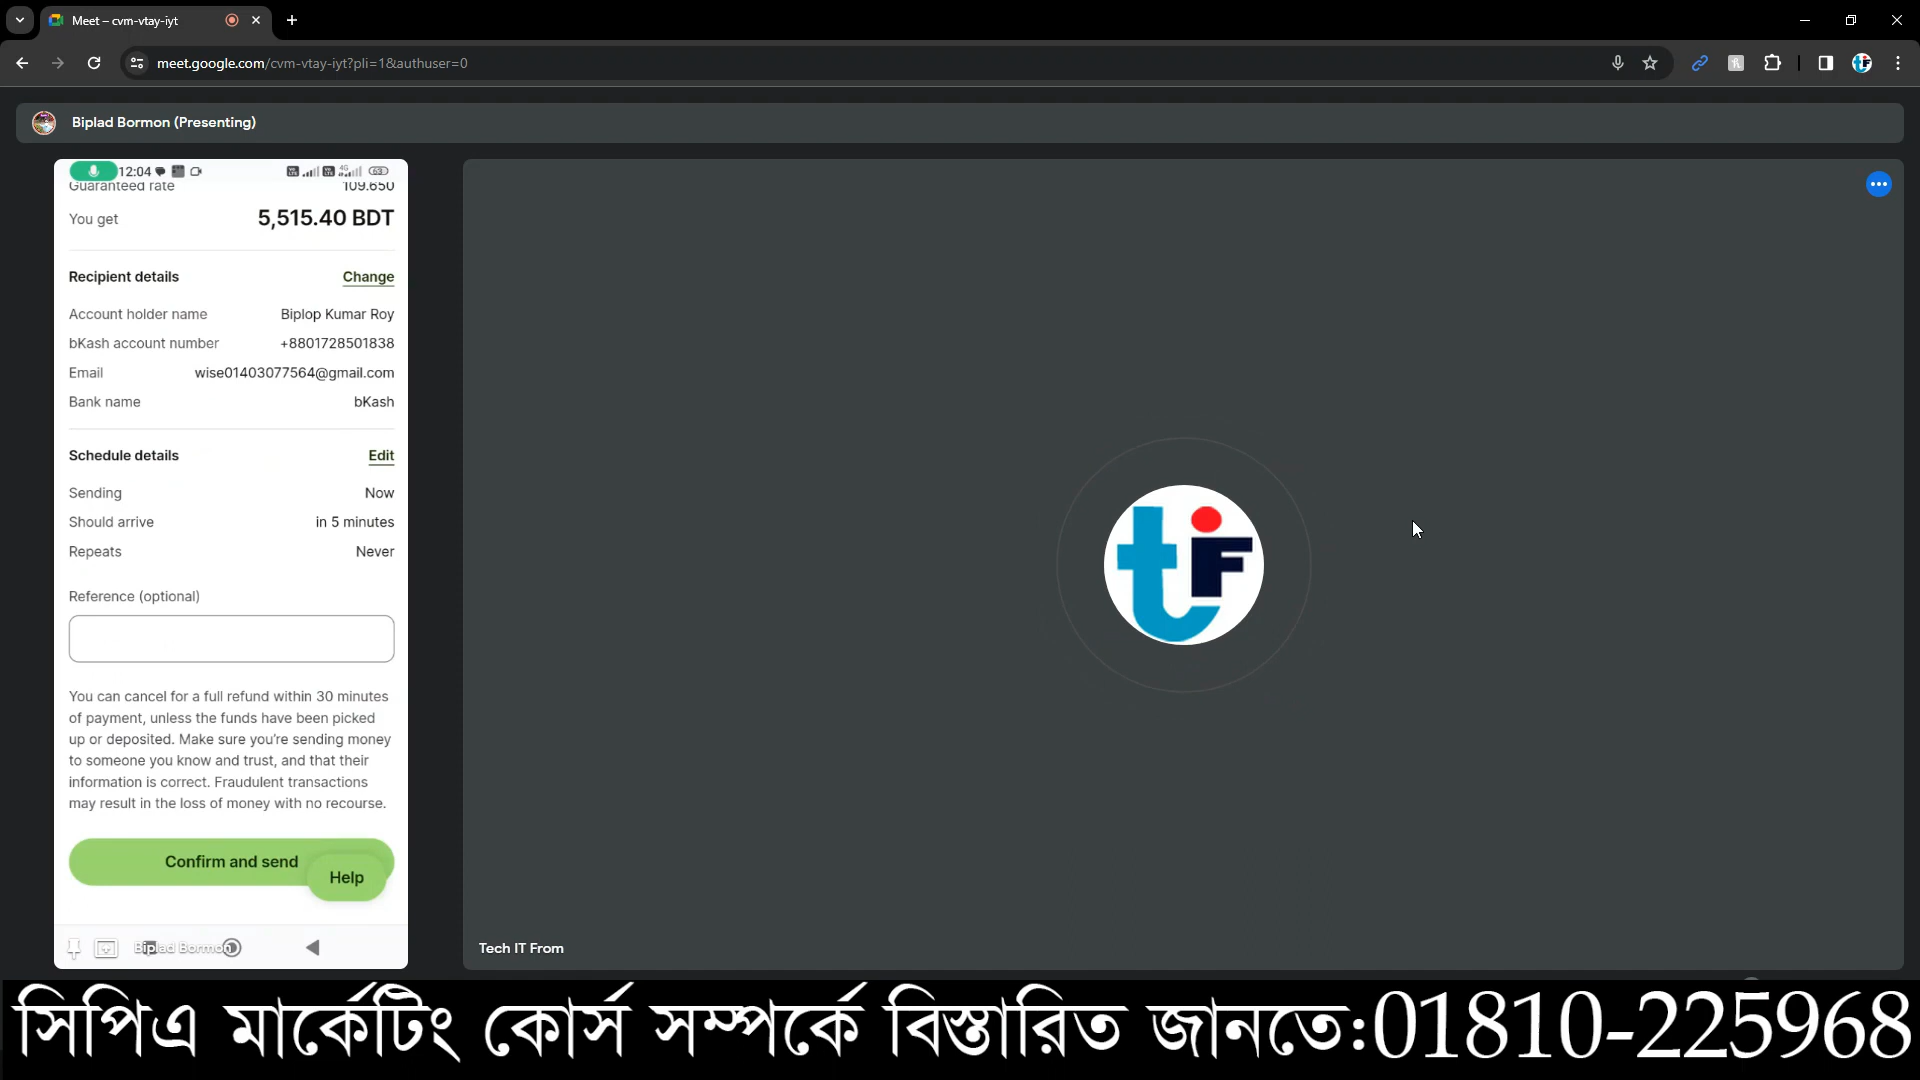 Meet – cvm-vtay-iyt
meet.google.com/cvm-vtay-iyt?pli=1&authuser=0
Biplad Bormon (Presenting)
12:04
Guaranteed rate 109.650
You get 5,515.40 BDT
Recipient details Change
Account holder name Biplop Kumar Roy
bKash account number +8801728501838
Email wise01403077564@gmail.com
Bank name bKash
Schedule details Edit
Sending Now
Should arrive in 5 minutes
Repeats Never
Reference (optional)
You can cancel for a full refund within 30 minutes
of payment, unless the funds have been picked
up or deposited. Make sure you're sending money
to someone you know and trust, and that their
information is correct. Fraudulent transactions
may result in the loss of money with no recourse.
Confirm and send
Help
Biplad Bormon
tiF
Tech IT From
সিপিএ মার্কেটিং কোর্স সম্পর্কে বিস্তারিত জানতে:01810-225968